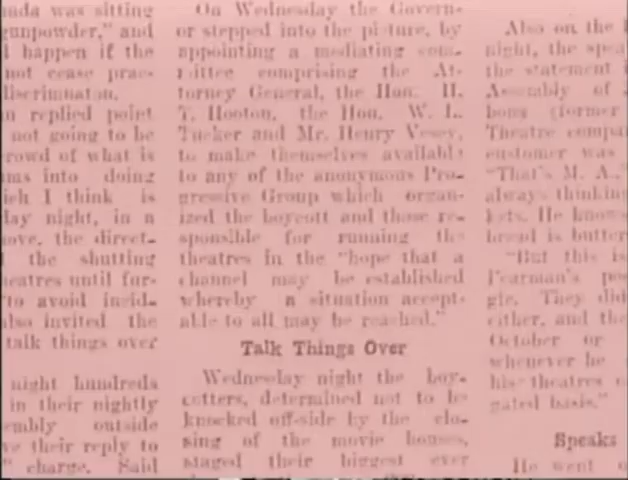 nda was sitting
gunpowder," and
l happen if the
not cease prac-
discriminaton.
n replied point
not going to be
rowd of what is
ms into doing
ich I think is
day night, in a
ove, the direct-
the shutting
eatres until fur-
"to avoid incid-
also invited the
talk things over
night hundreds
in their nightly
embly outside
ve their reply to
" charge. Said
On Wednesday the Govern-
or stepped into the picture, by
appointing a mediating com-
mittee comprising the At-
torney General, the Hon. H.
T. Hooton, the Hon. W. L.
Tucker and Mr. Henry Vesey,
to make themselves available
to any of the anonymous Pro-
gressive Group which organ-
ized the boycott and those re-
sponsible for running the
theatres in the "hope that a
channel may be established
whereby a situation accept-
able to all may be reached."
Talk Things Over
Wednesday night the boy-
cotters, determined not to be
knocked off-side by the clo-
sing of the movie houses,
staged their biggest ever
Also on the
night, the spea
the statement
Assembly of
bons (former
Theatre compa
customer was
"That's M. A.,"
always thinking
kets. He knows
bread is butter
"But this is
Pearman's po
gle. They did
either, and the
October or
whenever he
his theatres
gated basis."
Speaks
He went o